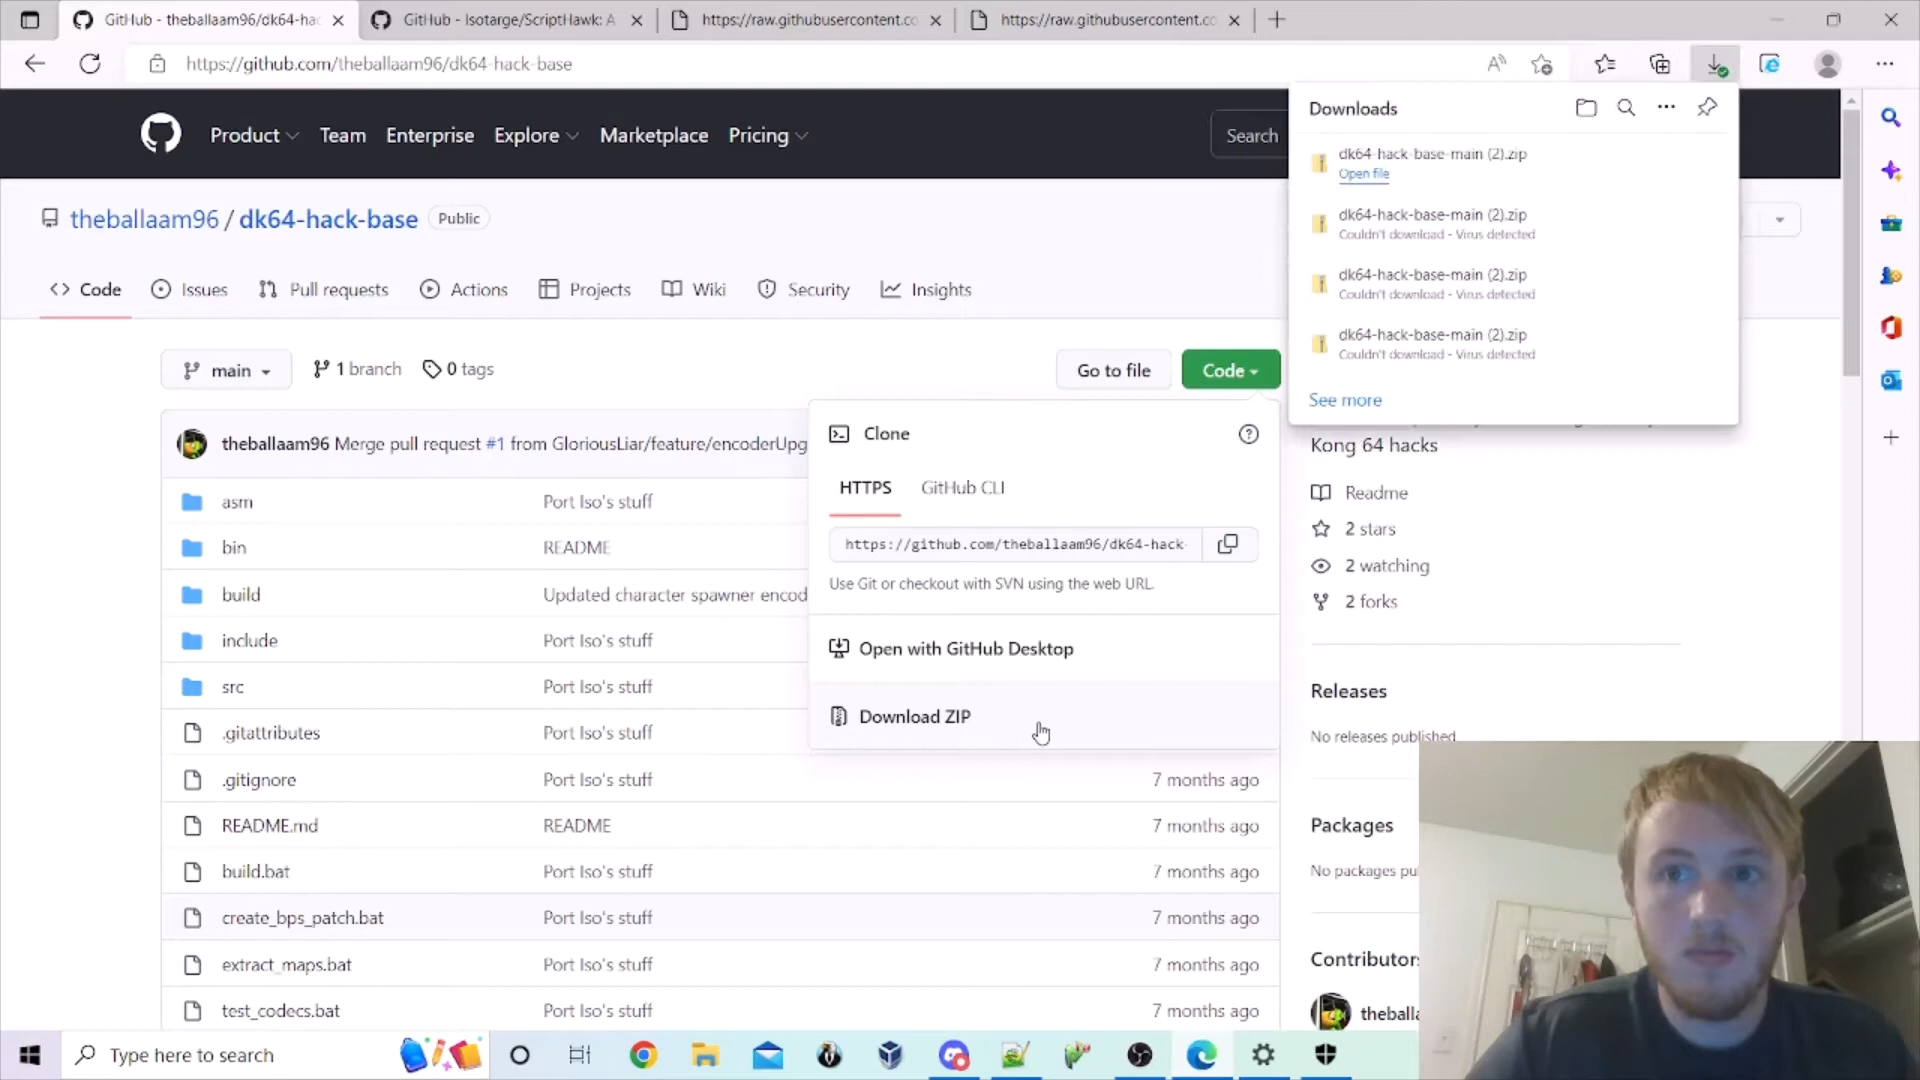 GitHub - theballaam96/dk64-hac
GitHub - Isotarge/ScriptHawk: A
https://raw.githubusercontent.co
https://raw.githubusercontent.co
https://github.com/theballaam96/dk64-hack-base
Product
Team
Enterprise
Explore
Marketplace
Pricing
Search
Downloads
dk64-hack-base-main (2).zip
Open file
dk64-hack-base-main (2).zip
Couldn't download - Virus detected
dk64-hack-base-main (2).zip
Couldn't download - Virus detected
dk64-hack-base-main (2).zip
Couldn't download - Virus detected
See more
theballaam96 / dk64-hack-base Public
Code
Issues
Pull requests
Actions
Projects
Wiki
Security
Insights
main
1 branch
0 tags
Go to file
Code
theballaam96 Merge pull request #1 from GloriousLiar/feature/encoderUpg
asm Port Iso's stuff
bin README
build Updated character spawner encod
include Port Iso's stuff
src Port Iso's stuff
.gitattributes Port Iso's stuff
.gitignore Port Iso's stuff 7 months ago
README.md README 7 months ago
build.bat Port Iso's stuff 7 months ago
create_bps_patch.bat Port Iso's stuff 7 months ago
extract_maps.bat Port Iso's stuff 7 months ago
test_codecs.bat Port Iso's stuff 7 months ago
Clone
HTTPS
GitHub CLI
https://github.com/theballaam96/dk64-hack-
Use Git or checkout with SVN using the web URL.
Open with GitHub Desktop
Download ZIP
Kong 64 hacks
Readme
2 stars
2 watching
2 forks
Releases
No releases published
Packages
No packages pu
Contributors
theballa
Type here to search